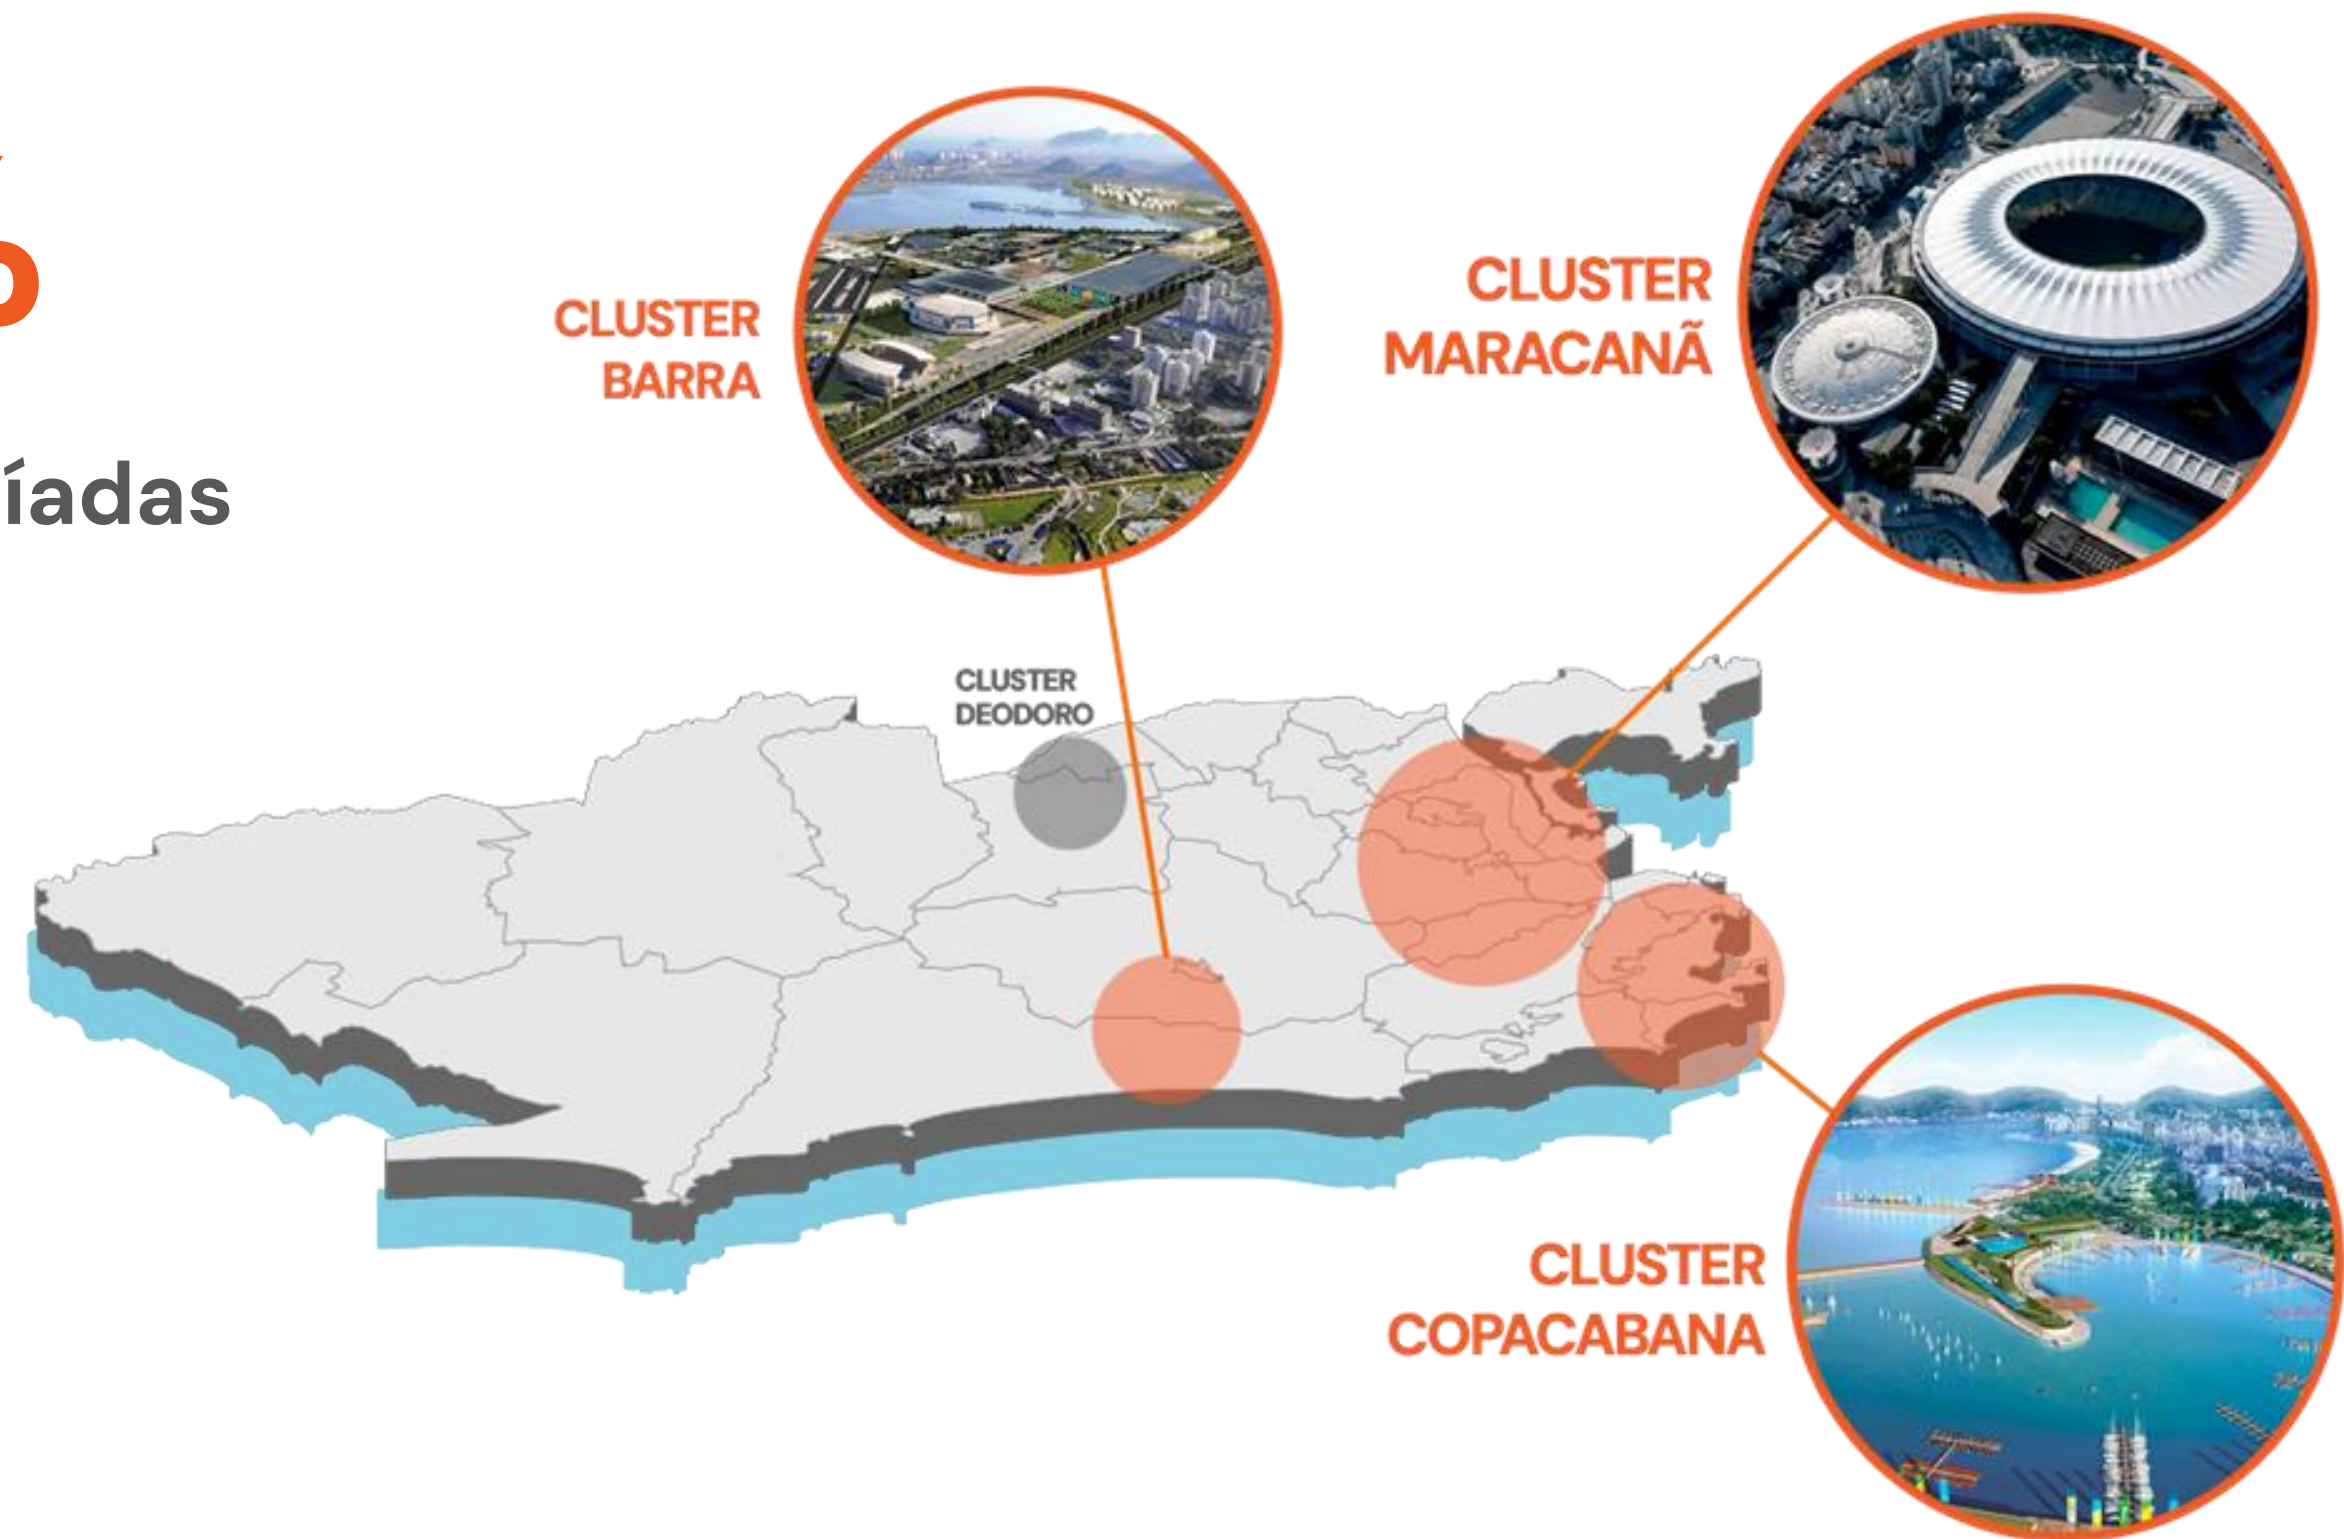 íadas
CLUSTER
BARRA
CLUSTER
MARACANÃ
CLUSTER
DEODORO
CLUSTER
COPACABANA